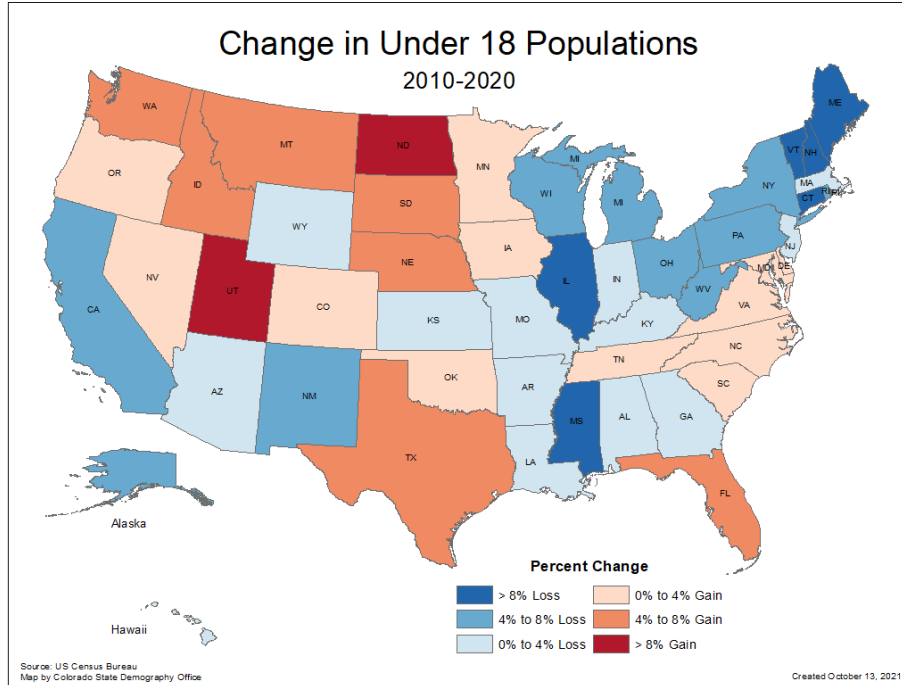 Change in Under 18 Populations
2010-2020
WA
MT
ND
MN
ME
OR
ID
SD
WI
MI
MI
VT
NH
NY
MA
CT
RI
RI
WY
IA
NE
PA
NJ
NV
UT
CO
IL
IN
OH
MD
DE
WV
VA
CA
KS
MO
KY
NC
TN
AZ
NM
OK
AR
SC
MS
AL
GA
TX
LA
FL
Alaska
Hawaii
Percent Change
> 8% Loss
0% to 4% Gain
4% to 8% Loss
4% to 8% Gain
0% to 4% Loss
> 8% Gain
Source: US Census Bureau
Map by Colorado State Demography Office
Created October 13, 2021